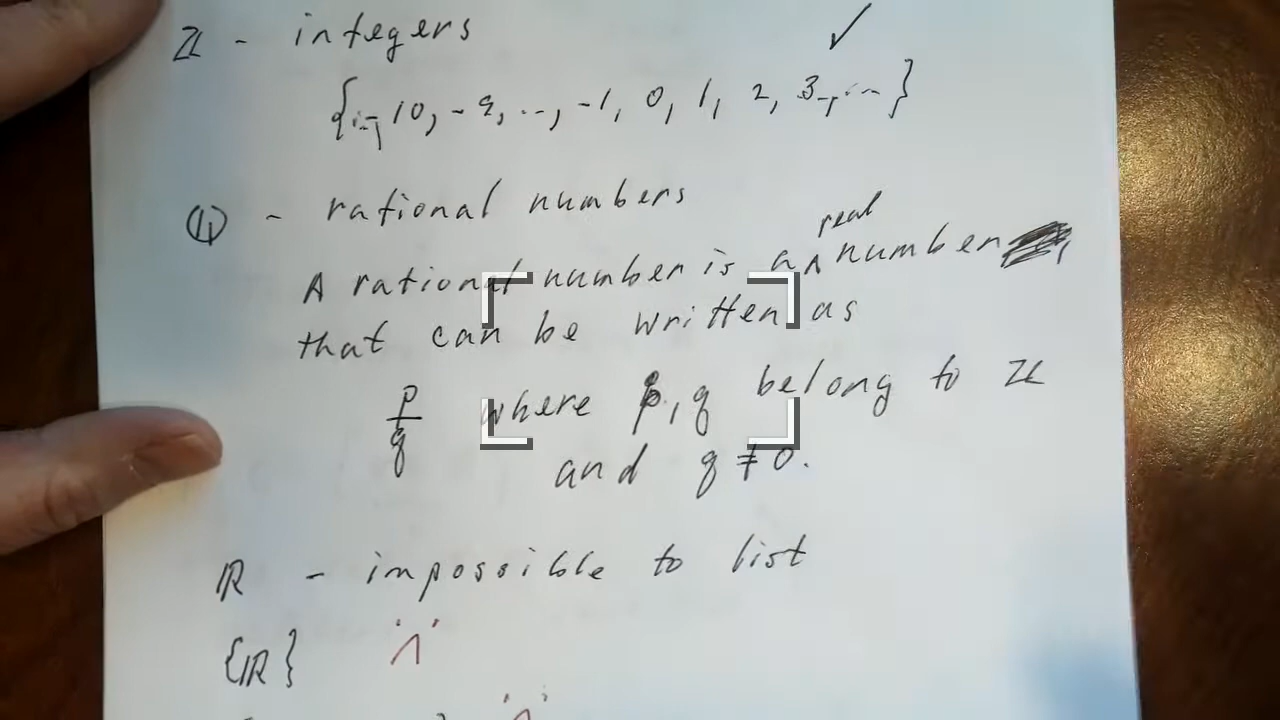 ℤ - integers
{...,-10, -9, ..., -1, 0, 1, 2, 3, ...}
ℚ - rational numbers
real
A rational number is a ∧ number
that can be written as
p/q where p, q belong to ℤ
and q ≠ 0.
ℝ - impossible to list
{ℝ}